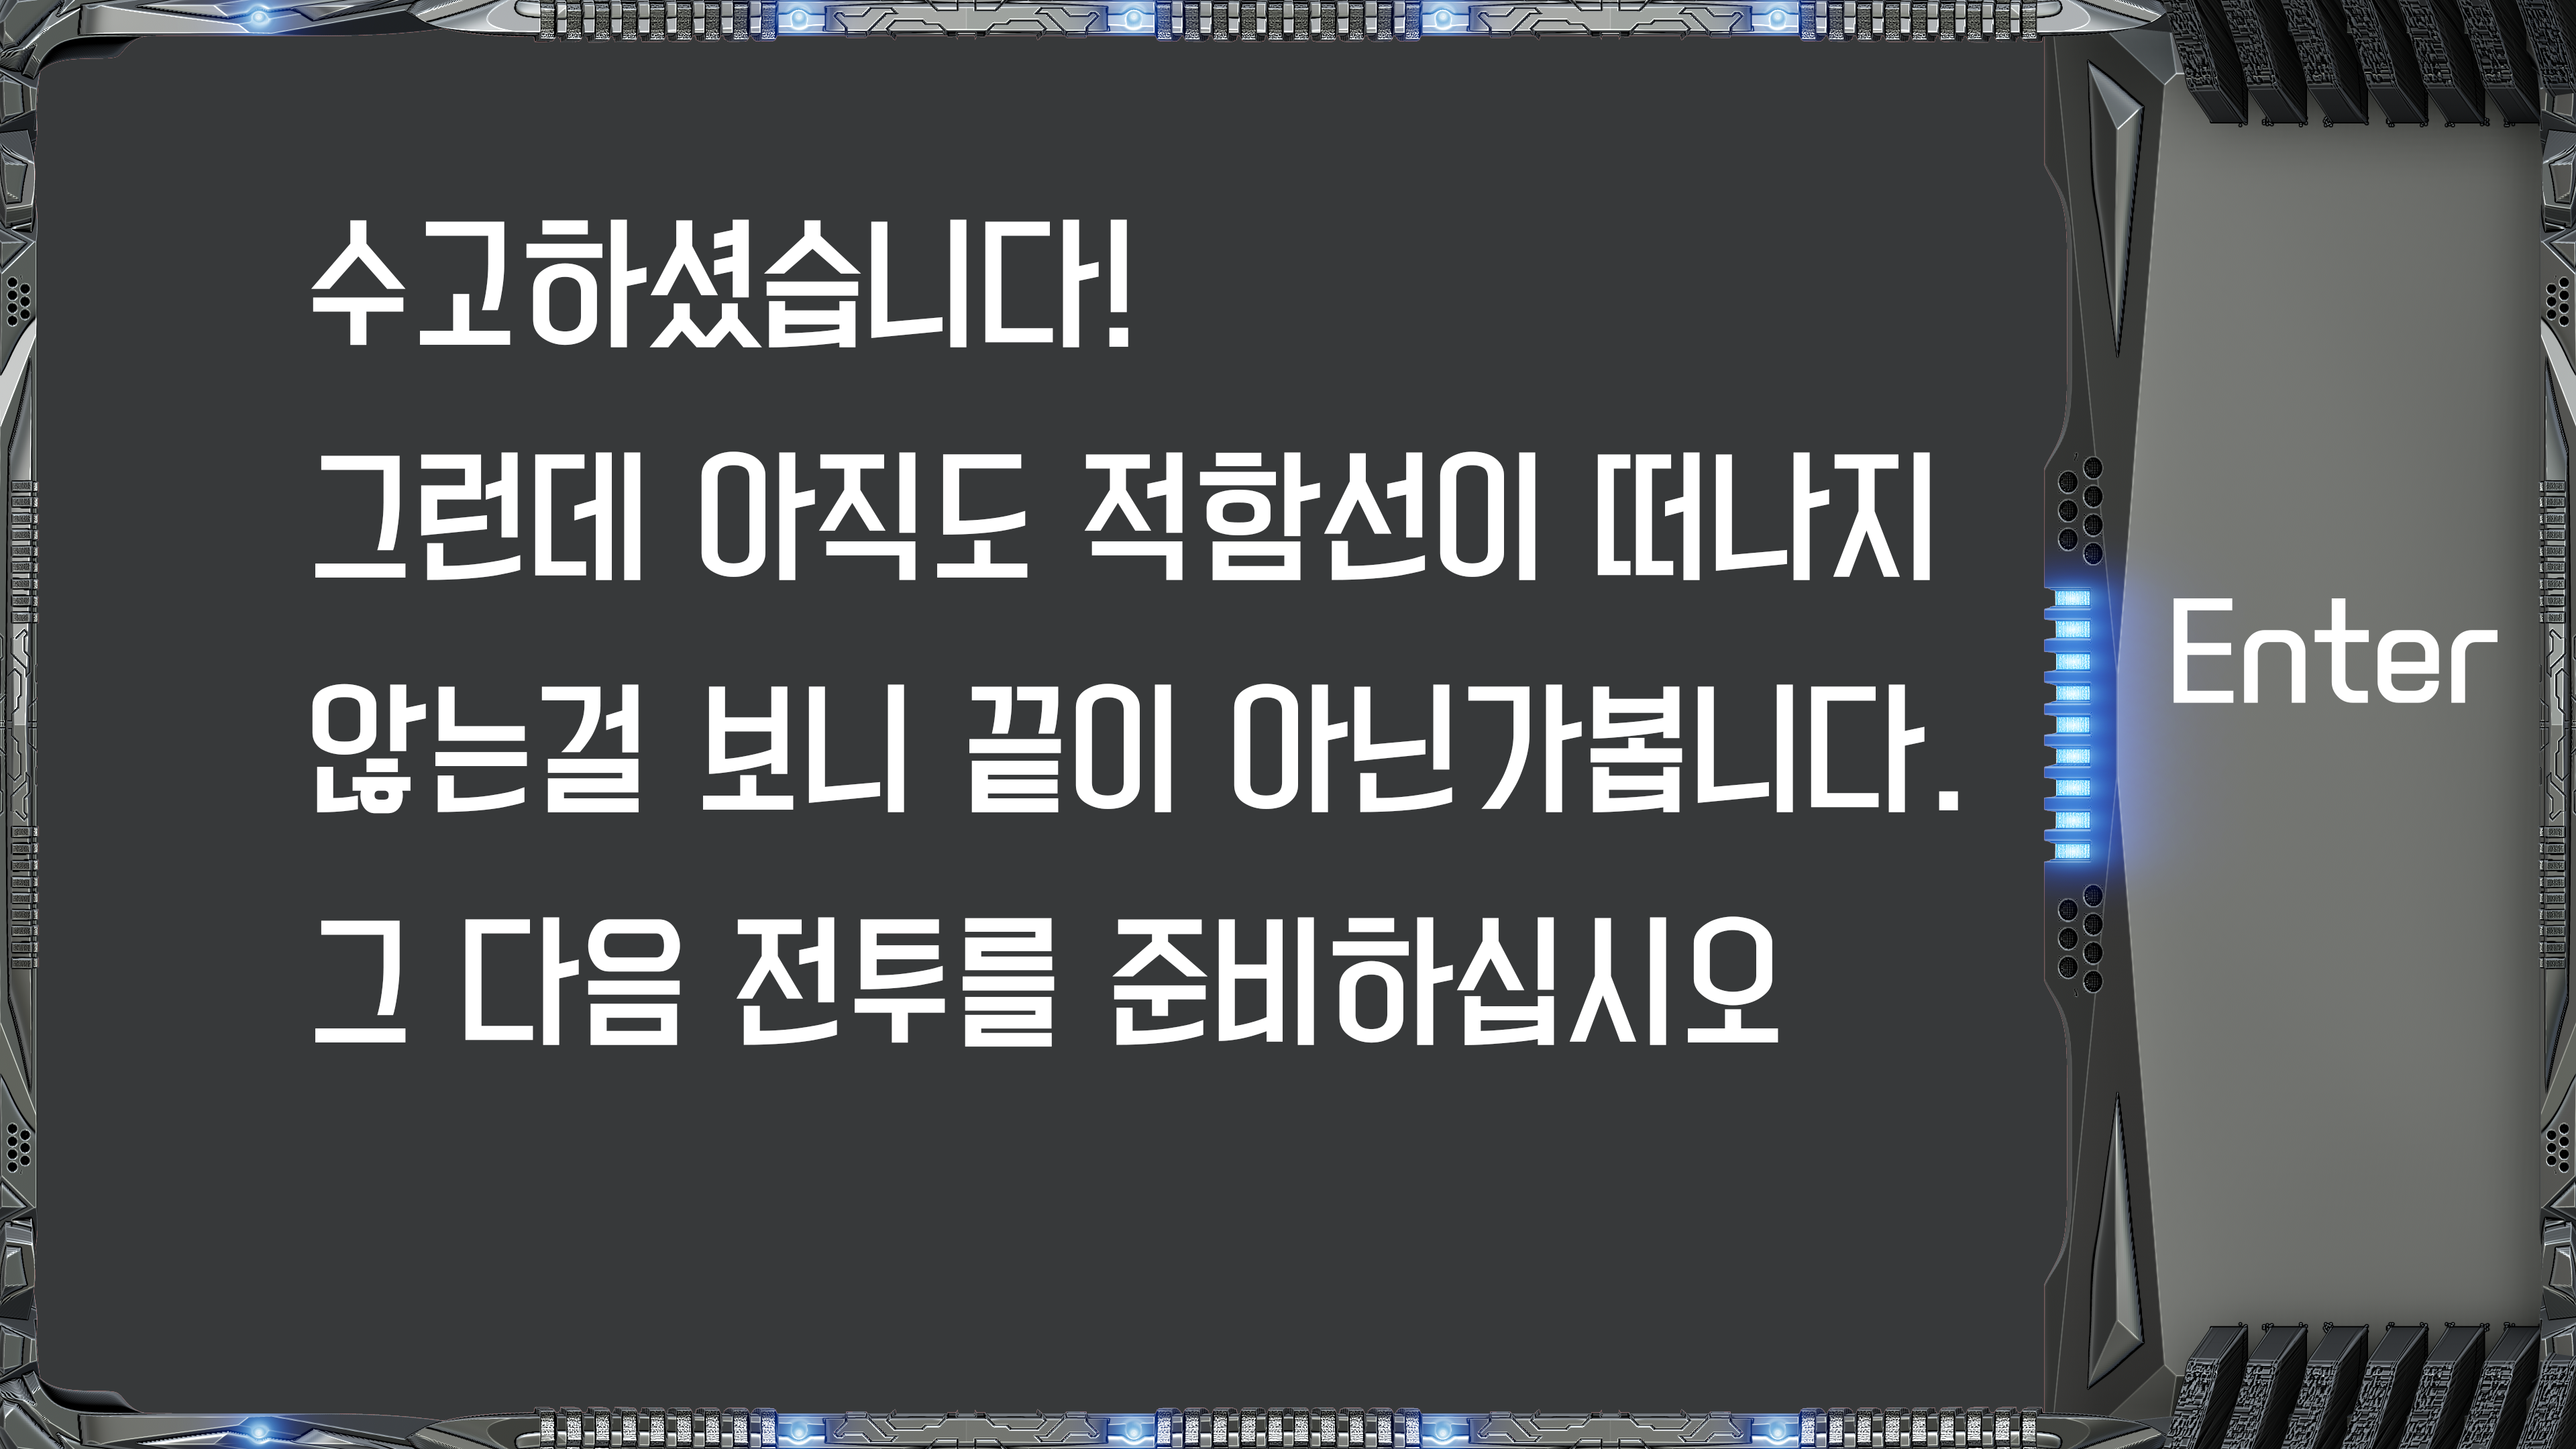 수고하셨습니다!
그런데 아직도 적함선이 떠나지
않는걸 보니 끝이 아닌가봅니다.
그 다음 전투를 준비하십시오
Enter